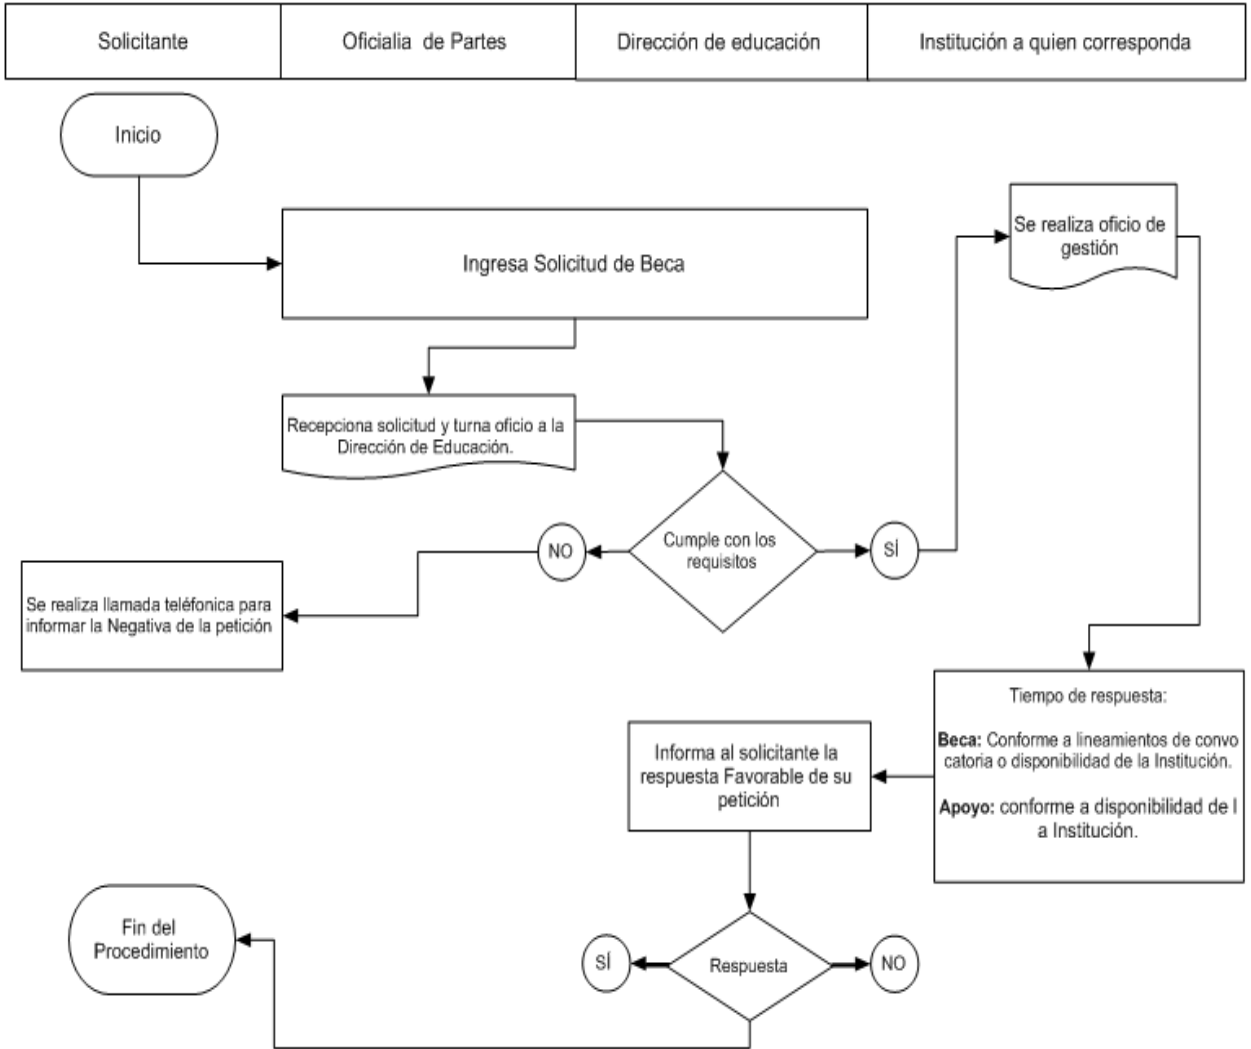 Solicitante
Oficialia de Partes
Dirección de educación
Institución a quien corresponda
Inicio
Se realiza oficio de
gestión
Ingresa Solicitud de Beca
Recepciona solicitud y turna oficio a la
Dirección de Educación.
Cumple con los
requisitos
NO
SÍ
Se realiza llamada teléfonica para
informar la Negativa de la petición
Tiempo de respuesta:
Beca: Conforme a lineamientos de convo
catoria o disponibilidad de la Institución.
Apoyo: conforme a disponibilidad de l
a Institución.
Informa al solicitante la
respuesta Favorable de su
petición
Fin del
Procedimiento
SÍ
Respuesta
NO